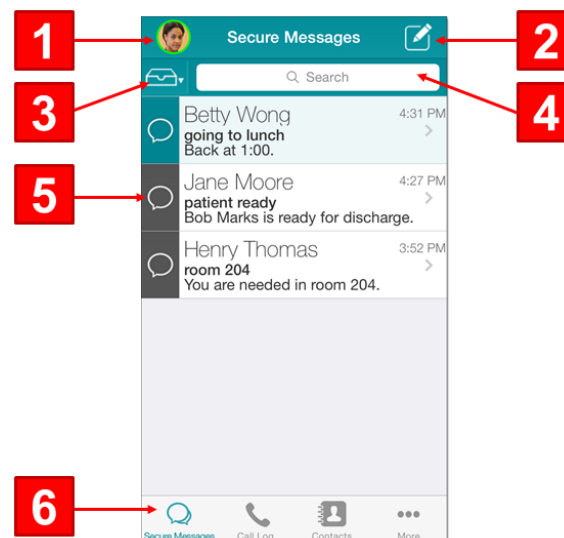 1
Secure Messages
2
3
Search
4
Betty Wong 4:31 PM
going to lunch
Back at 1:00.
5
Jane Moore 4:27 PM
patient ready
Bob Marks is ready for discharge.
Henry Thomas 3:52 PM
room 204
You are needed in room 204.
6
Secure Messages Call Log Contacts More